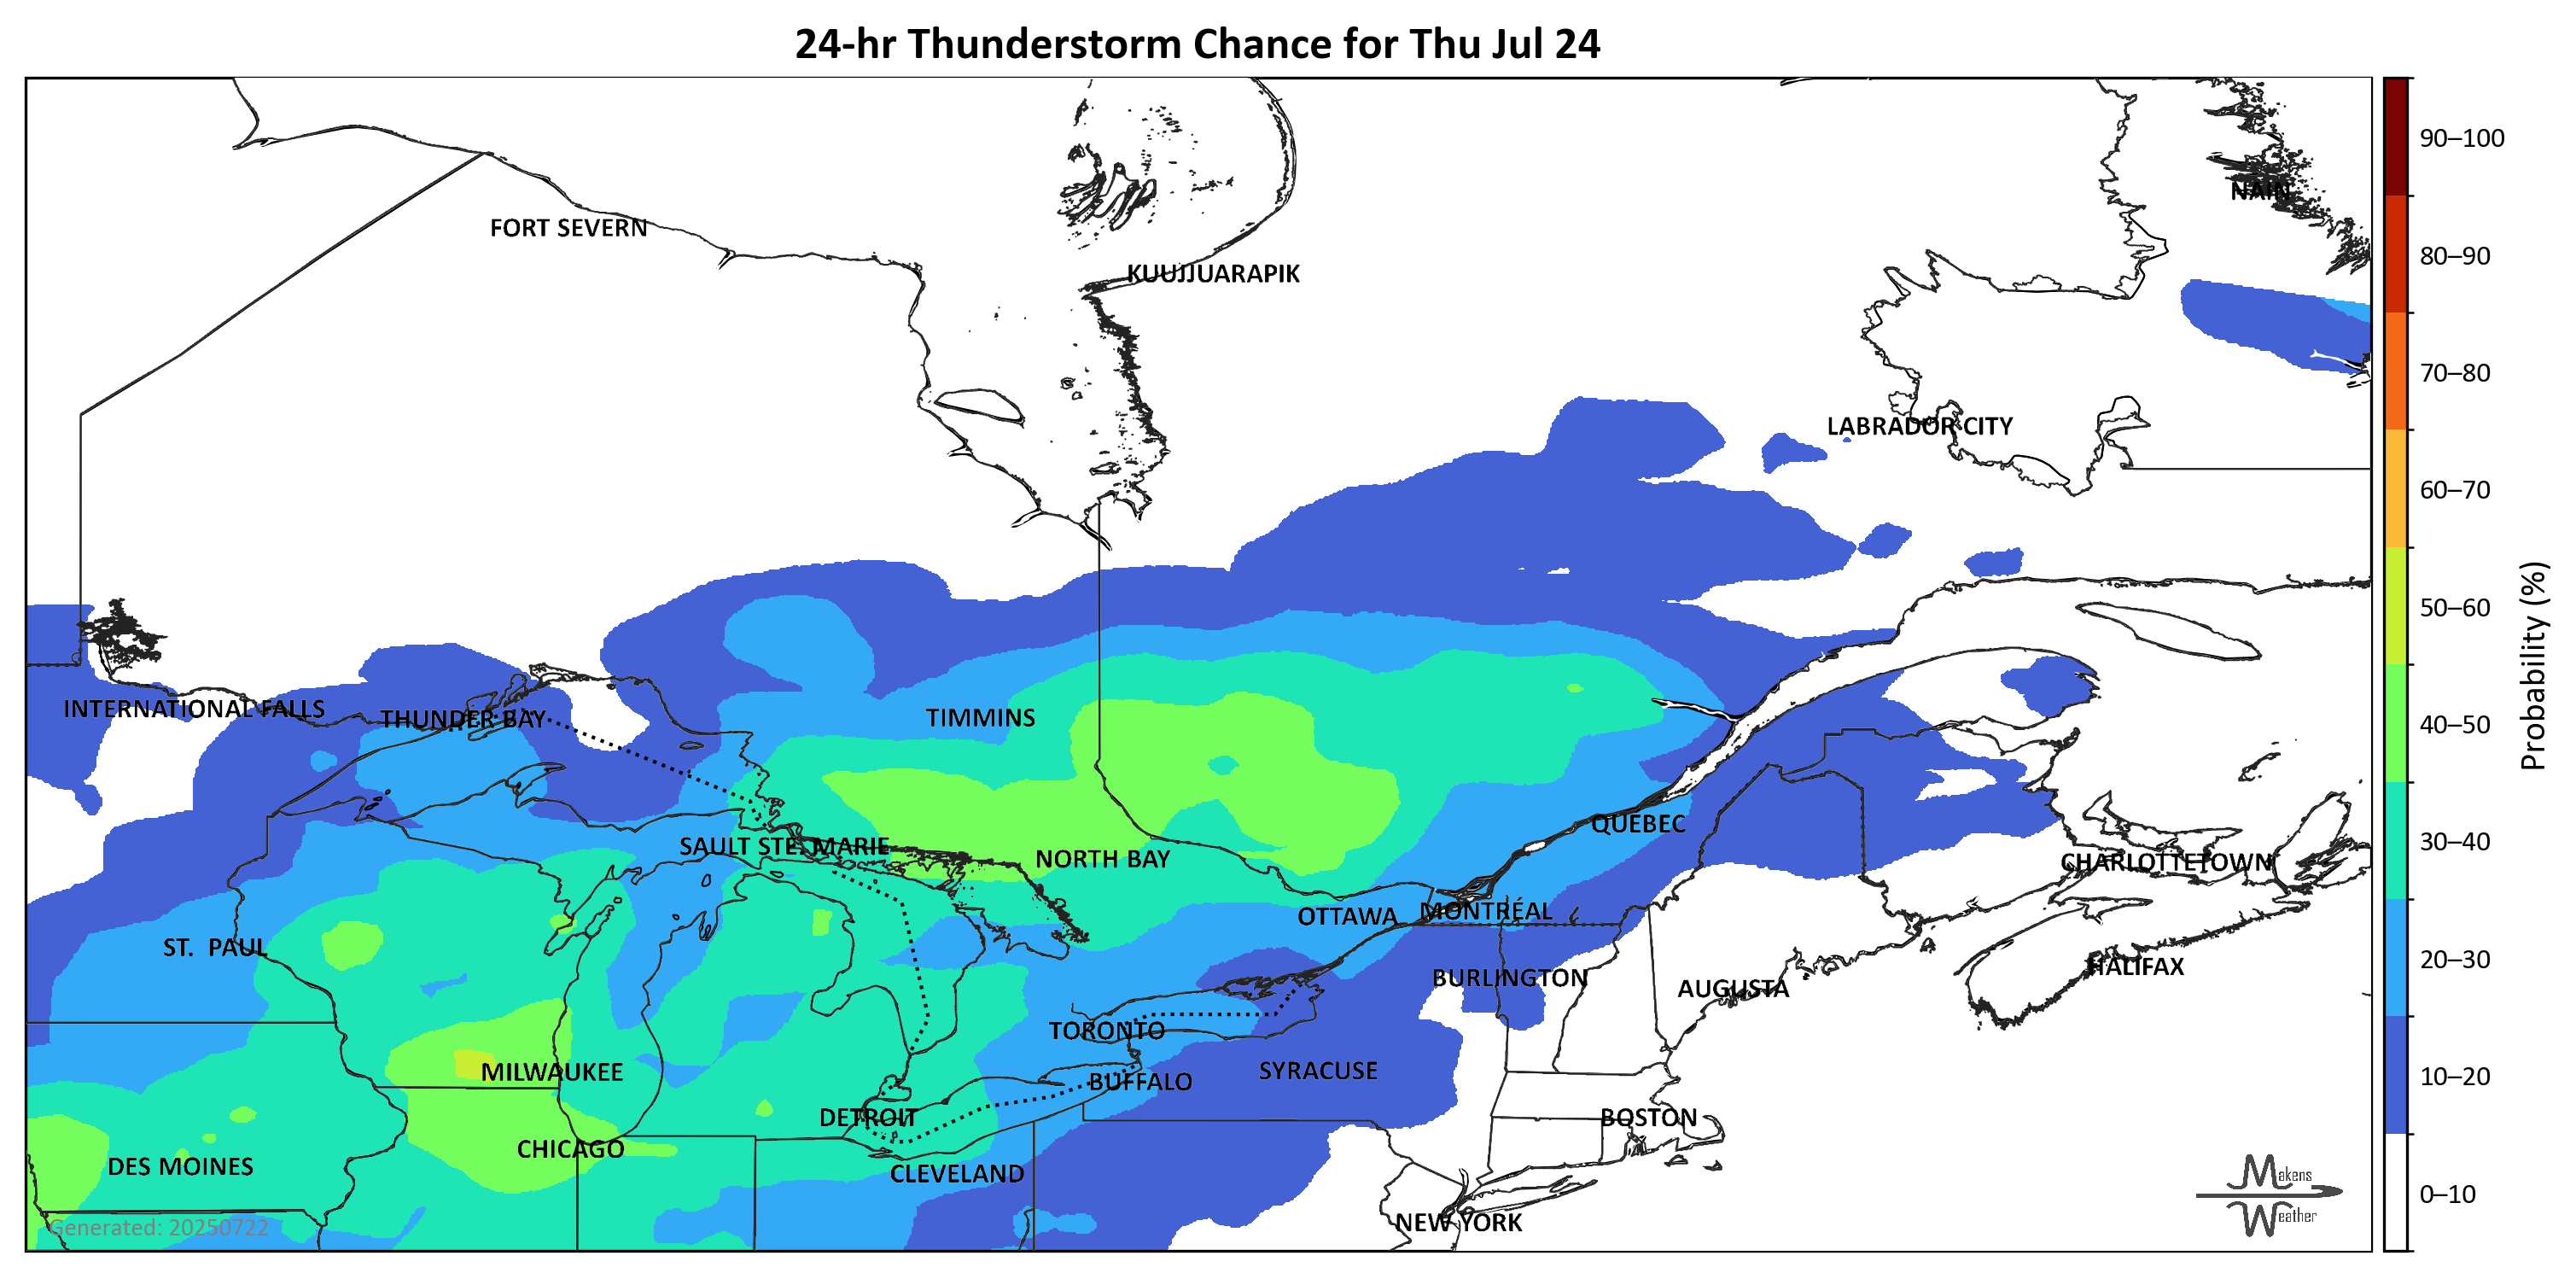 24-hr Thunderstorm Chance for Thu Jul 24
90–100
NAIN
FORT SEVERN
80–90
KUUJJUARAPIK
70–80
LABRADOR CITY
60–70
50–60
INTERNATIONAL FALLS
THUNDER BAY
TIMMINS
40–50
Probability (%)
QUEBEC
SAULT STE. MARIE
NORTH BAY
30–40
CHARLOTTETOWN
OTTAWA
MONTRÉAL
ST. PAUL
20–30
HALIFAX
BURLINGTON
AUGUSTA
TORONTO
MILWAUKEE
BUFFALO
SYRACUSE
10–20
DETROIT
BOSTON
CHICAGO
DES MOINES
CLEVELAND
Makens
Weather
0–10
NEW YORK
Generated: 20250722